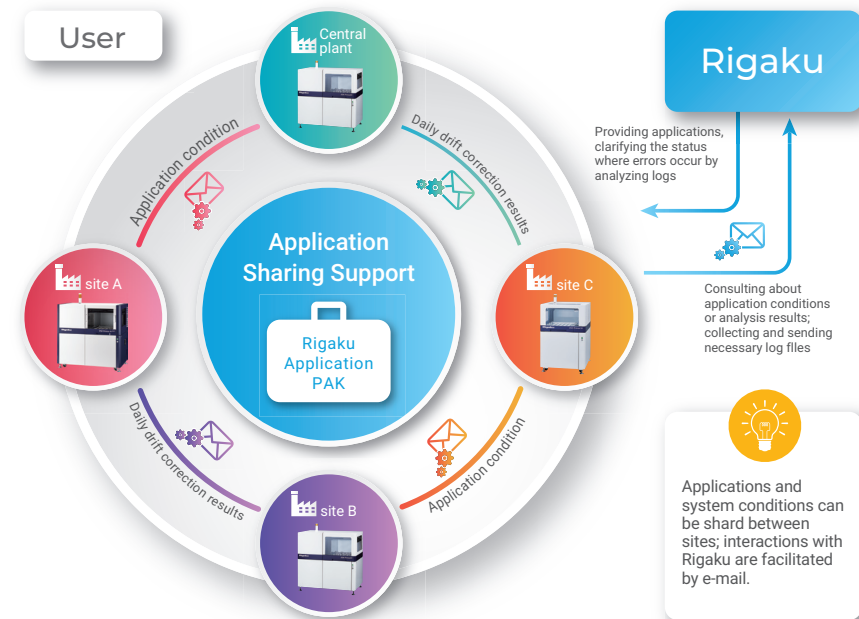 User
Central
plant
Rigaku
Application condition
Daily drift correction results
Providing applications,
clarifying the status
where errors occur by
analyzing logs
Application
Sharing Support
site A
site C
Rigaku
Application
PAK
Consulting about
application conditions
or analysis results;
collecting and sending
necessary log files
Daily drift correction results
Application condition
site B
Applications and
system conditions can
be shard between
sites; interactions with
Rigaku are facilitated
by e-mail.